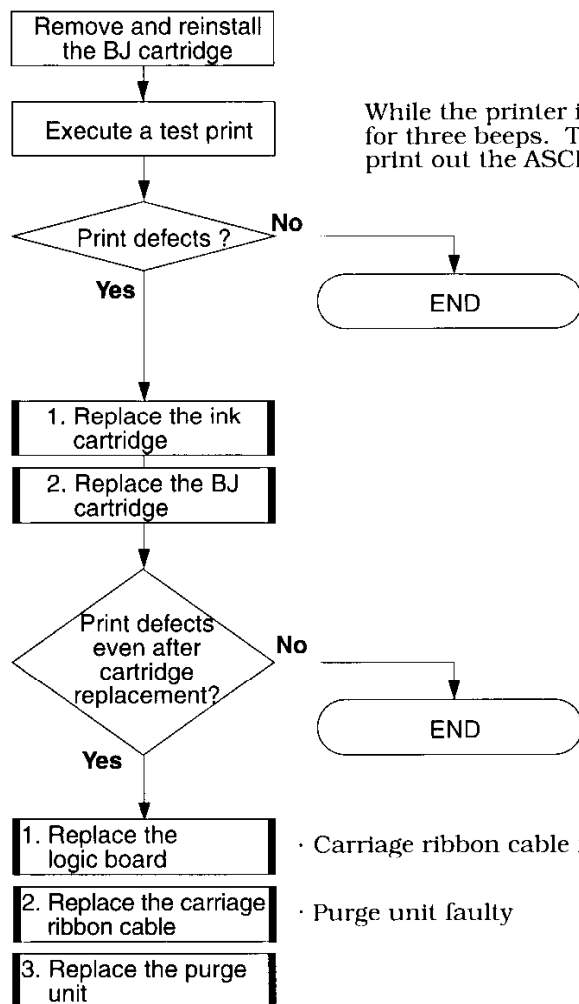 Remove and reinstall
the BJ cartridge
Execute a test print
While the printer i
for three beeps. T
print out the ASC
Print defects ?
No
Yes
END
1. Replace the ink
cartridge
2. Replace the BJ
cartridge
Print defects
even after
cartridge
replacement?
No
Yes
END
1. Replace the
logic board
· Carriage ribbon cable
2. Replace the carriage
ribbon cable
· Purge unit faulty
3. Replace the purge
unit